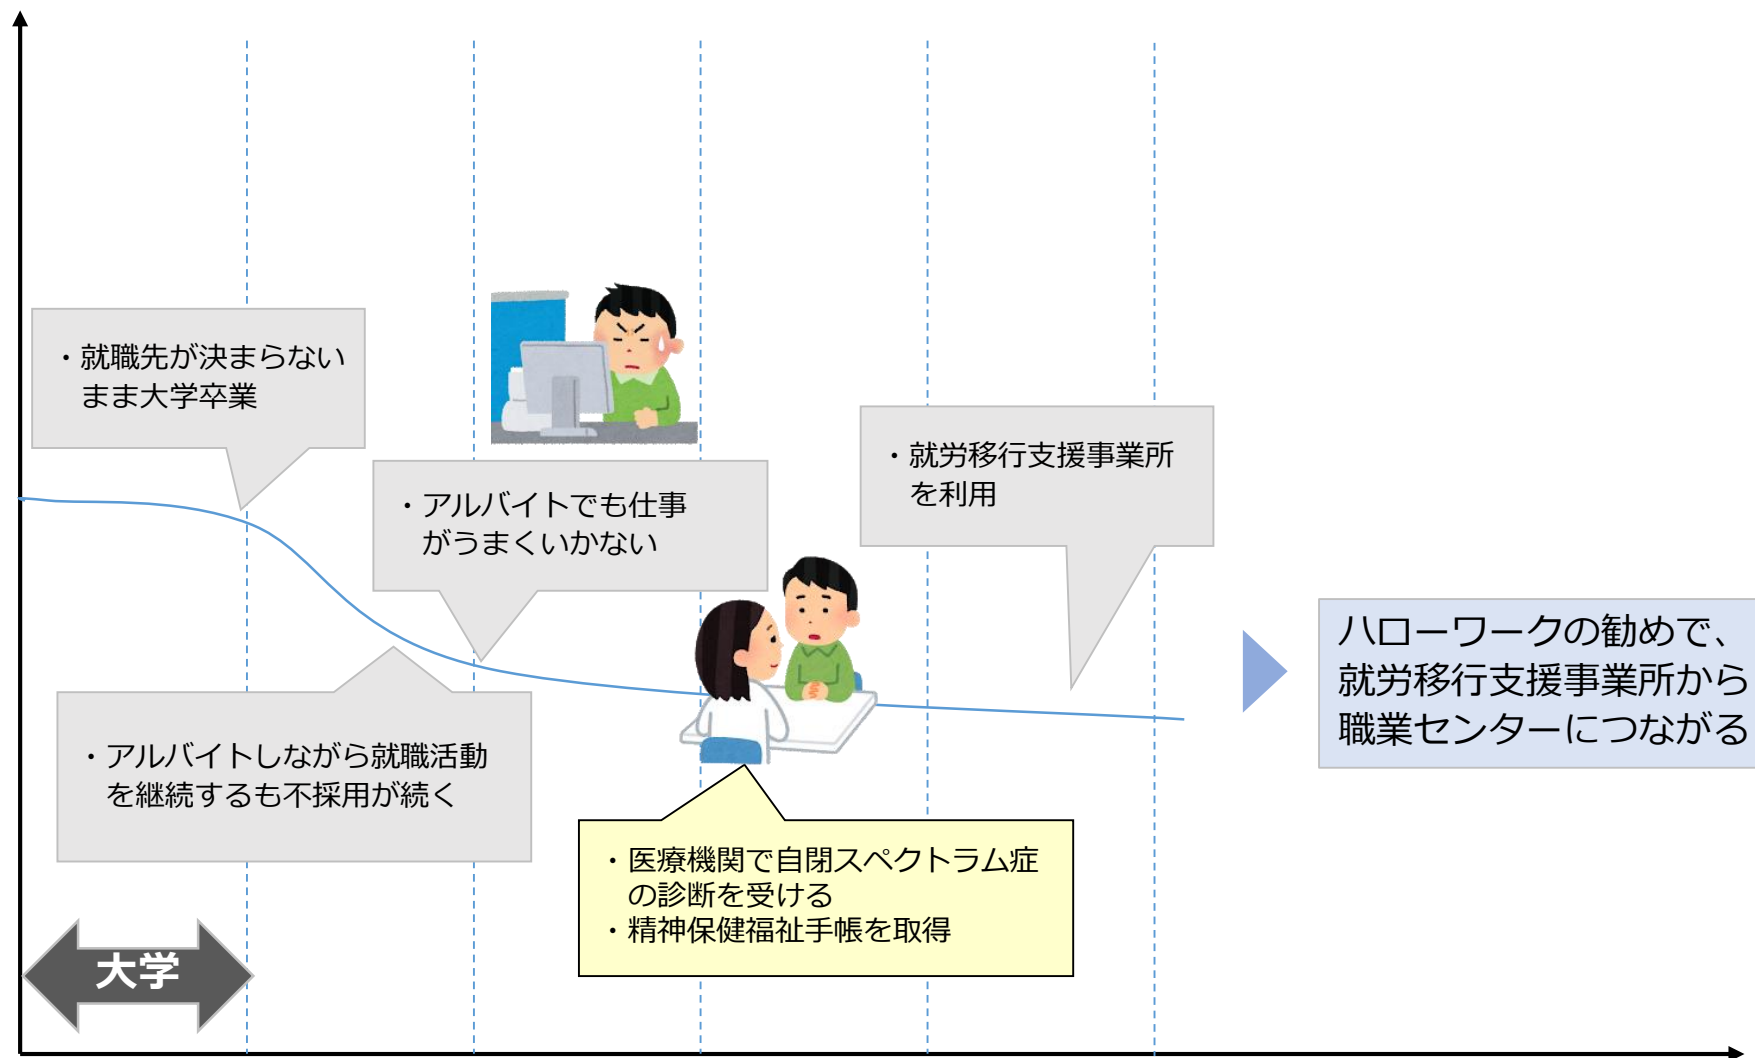 ・就職先が決まらない
まま大学卒業
・アルバイトでも仕事
がうまくいかない
・就労移行支援事業所
を利用
・アルバイトしながら就職活動
を継続するも不採用が続く
・医療機関で自閉スペクトラム症
の診断を受ける
・精神保健福祉手帳を取得
ハローワークの勧めで、
就労移行支援事業所から
職業センターにつながる
大学